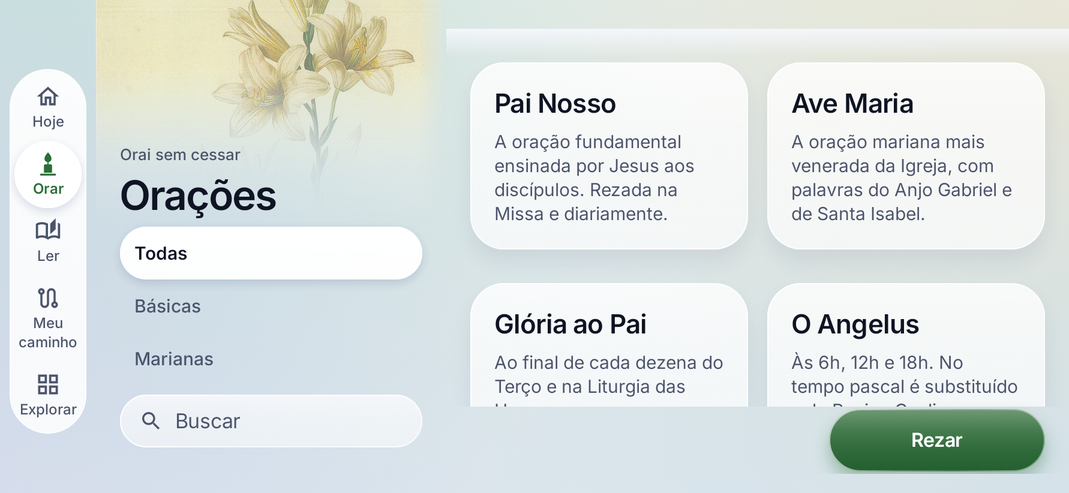 Hoje
Orar
Ler
Meu
caminho
Explorar
Orai sem cessar
Orações
Todas
Básicas
Marianas
Buscar
Pai Nosso
A oração fundamental
ensinada por Jesus aos
discípulos. Rezada na
Missa e diariamente.
Ave Maria
A oração mariana mais
venerada da Igreja, com
palavras do Anjo Gabriel e
de Santa Isabel.
Glória ao Pai
Ao final de cada dezena do
Terço e na Liturgia das
O Angelus
Às 6h, 12h e 18h. No
tempo pascal é substituído
Rezar